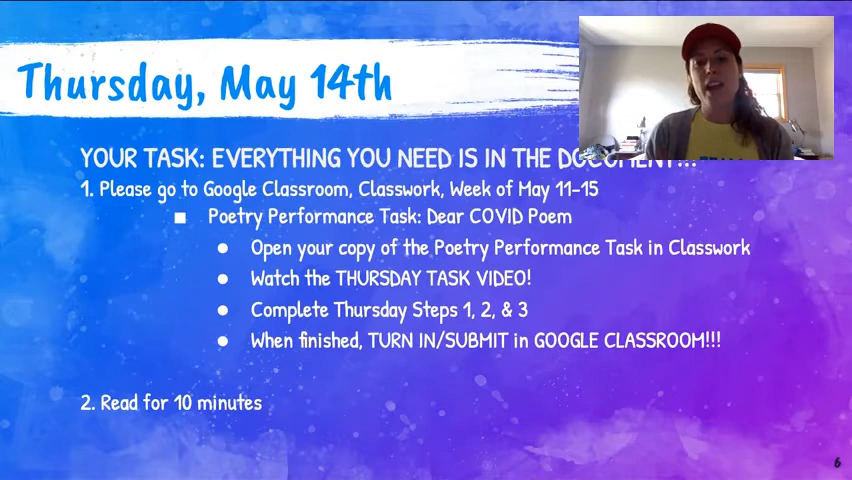 Thursday, May 14th
YOUR TASK: EVERYTHING YOU NEED IS IN THE DOCUMENT!!!
1. Please go to Google Classroom, Classwork, Week of May 11-15
■ Poetry Performance Task: Dear COVID Poem
● Open your copy of the Poetry Performance Task in Classwork
● Watch the THURSDAY TASK VIDEO!
● Complete Thursday Steps 1, 2, & 3
● When finished, TURN IN/SUBMIT in GOOGLE CLASSROOM!!!
2. Read for 10 minutes
6